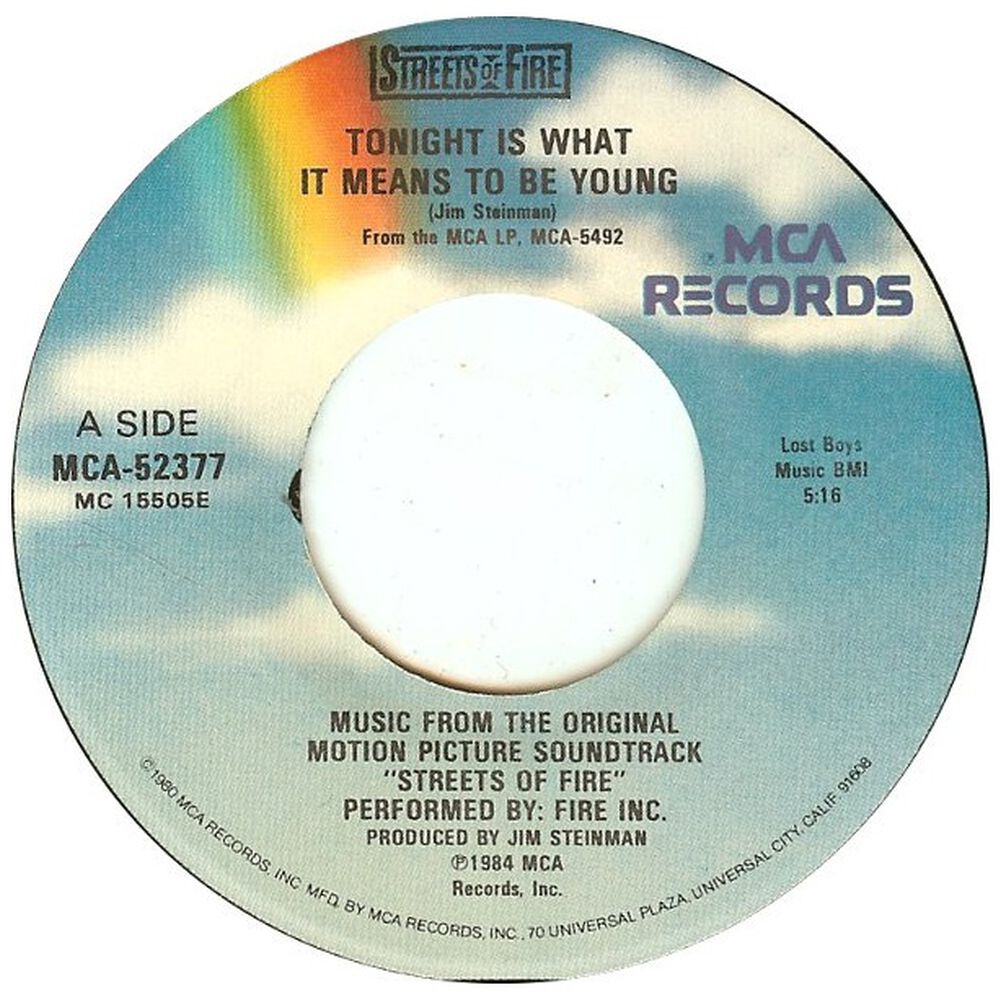 STREETS OF FIRE
TONIGHT IS WHAT
IT MEANS TO BE YOUNG
(Jim Steinman)
From the MCA LP, MCA-5492
MCA
RECORDS
A SIDE
MCA-52377
MC 15505E
Lost Boys
Music BMI
5:16
MUSIC FROM THE ORIGINAL
MOTION PICTURE SOUNDTRACK
"STREETS OF FIRE"
PERFORMED BY: FIRE INC.
PRODUCED BY JIM STEINMAN
℗1984 MCA
Records, Inc.
©1980 MCA RECORDS, INC. MFD. BY MCA RECORDS, INC., 70 UNIVERSAL PLAZA, UNIVERSAL CITY, CALIF. 91608